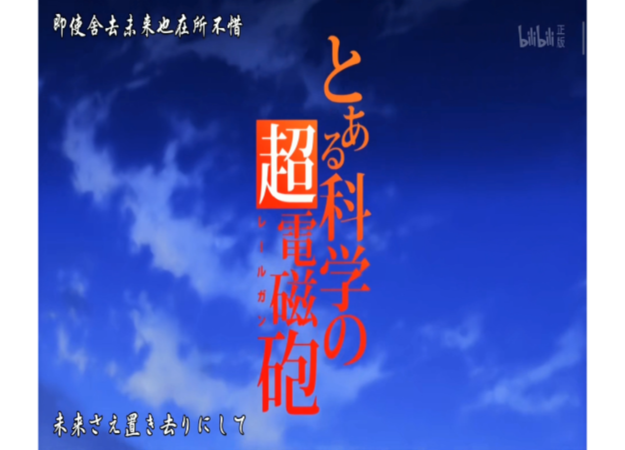 即使舍去未来也在所不惜
bilibili 正版
とある科学の
超電磁砲
レールガン
未来さえ置き去りにして